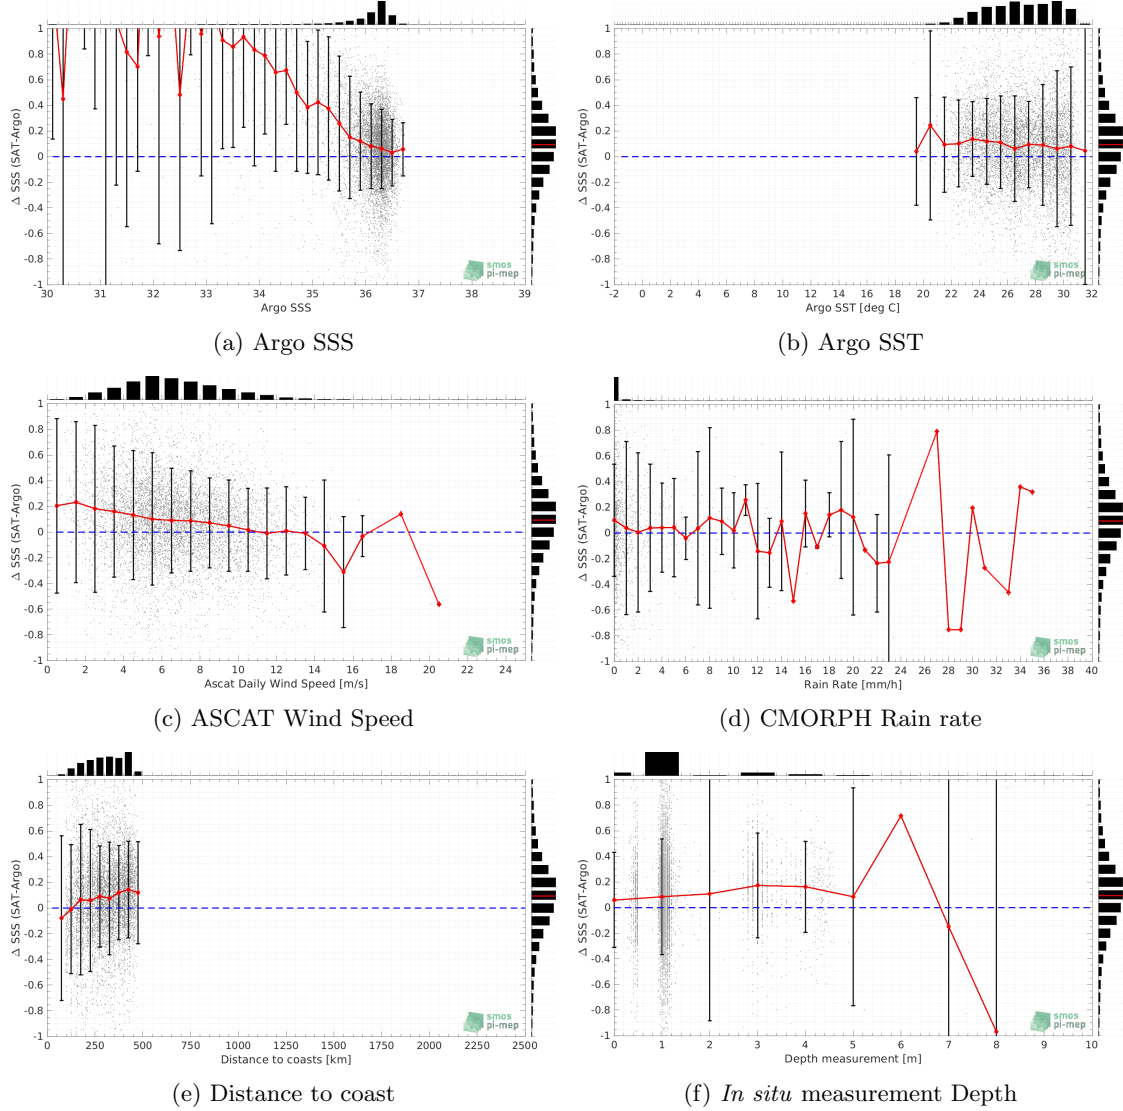 1
0.8
0.6
0.4
0.2
0
-0.2
-0.4
-0.6
-0.8
-1
Δ SSS (SAT-Argo)
30 31 32 33 34 35 36 37 38 39
Argo SSS
smos
pi-mep
(a) Argo SSS
1
0.8
0.6
0.4
0.2
0
-0.2
-0.4
-0.6
-0.8
-1
Δ SSS (SAT-Argo)
-2 0 2 4 6 8 10 12 14 16 18 20 22 24 26 28 30 32
Argo SST [deg C]
smos
pi-mep
(b) Argo SST
1
0.8
0.6
0.4
0.2
0
-0.2
-0.4
-0.6
-0.8
-1
Δ SSS (SAT-Argo)
0 2 4 6 8 10 12 14 16 18 20 22 24
Ascat Daily Wind Speed [m/s]
smos
pi-mep
(c) ASCAT Wind Speed
1
0.8
0.6
0.4
0.2
0
-0.2
-0.4
-0.6
-0.8
-1
Δ SSS (SAT-Argo)
0 2 4 6 8 10 12 14 16 18 20 22 24 26 28 30 32 34 36 38 40
Rain Rate [mm/h]
smos
pi-mep
(d) CMORPH Rain rate
1
0.8
0.6
0.4
0.2
0
-0.2
-0.4
-0.6
-0.8
-1
Δ SSS (SAT-Argo)
0 250 500 750 1000 1250 1500 1750 2000 2250 2500
Distance to coasts [km]
smos
pi-mep
(e) Distance to coast
1
0.8
0.6
0.4
0.2
0
-0.2
-0.4
-0.6
-0.8
-1
Δ SSS (SAT-Argo)
0 1 2 3 4 5 6 7 8 9 10
Depth measurement [m]
smos
pi-mep
(f) In situ measurement Depth